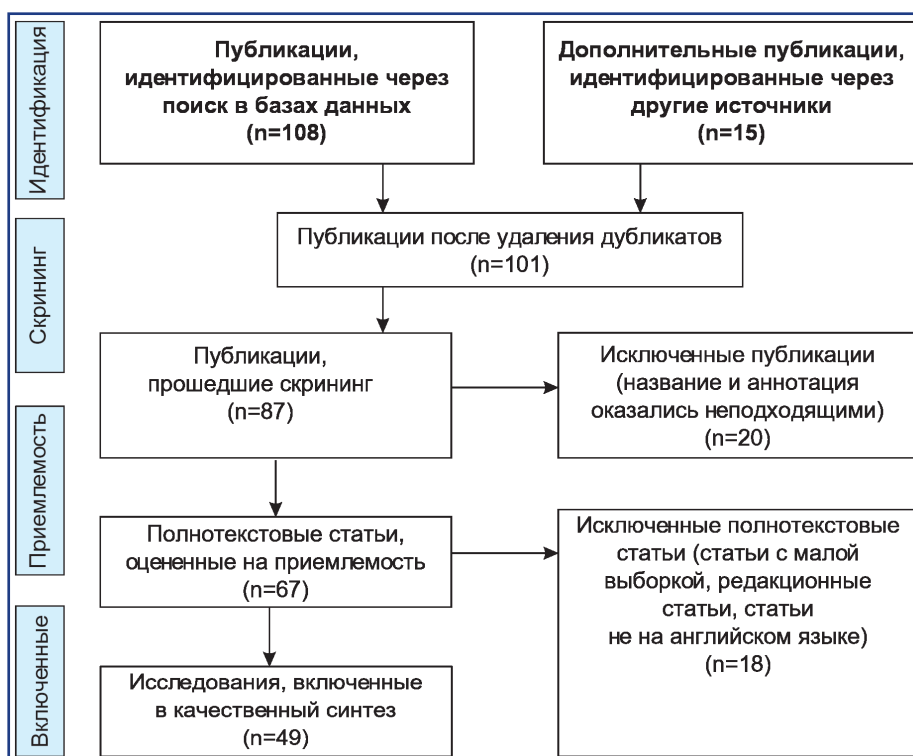 Идентификация
Публикации,
идентифицированные через
поиск в базах данных
(n=108)
Дополнительные публикации,
идентифицированные через
другие источники
(n=15)
Скрининг
Публикации после удаления дубликатов
(n=101)
Публикации,
прошедшие скрининг
(n=87)
Исключенные публикации
(название и аннотация
оказались неподходящими)
(n=20)
Приемлемость
Полнотекстовые статьи,
оцененные на приемлемость
(n=67)
Исключенные полнотекстовые
статьи (статьи с малой
выборкой, редакционные
статьи, статьи
не на английском языке)
(n=18)
Включенные
Исследования, включенные
в качественный синтез
(n=49)